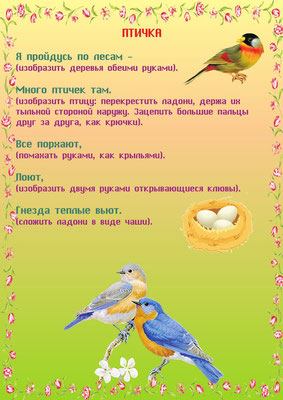 ПТИЧКА
Я пройдусь по лесам –
(изобразить деревья обеими руками).
Много птичек там.
(изобразить птицу: перекрестить ладони, держа их
тыльной стороной наружу. Зацепить большие пальцы
друг за друга, как крючки).
Все порхают,
(помахать руками, как крыльями).
Поют,
(изобразить двумя руками открывающиеся клювы).
Гнезда теплые вьют.
(сложить ладони в виде чаши).